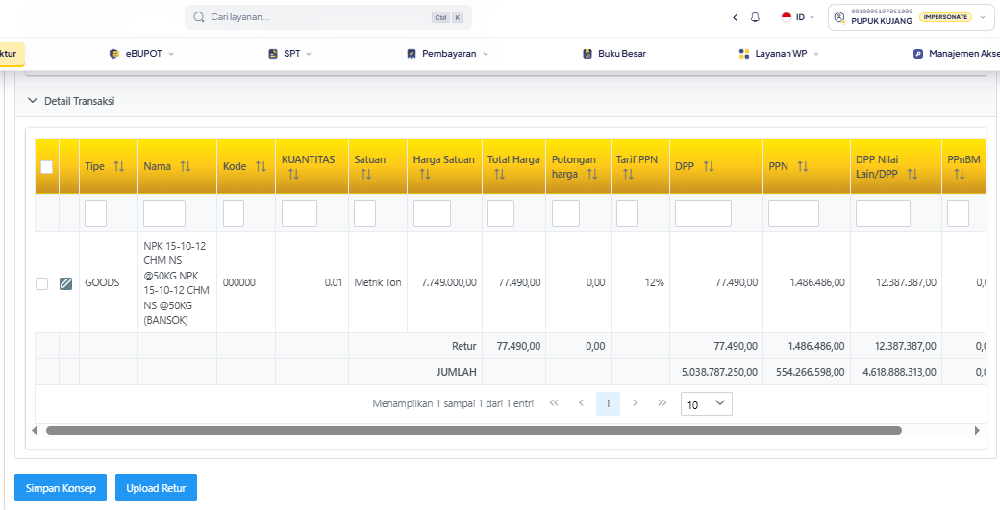 Cari layanan...
Ctrl K
ID
0010005197051000
PUPUK KUJANG
IMPERSONATE
ktur
eBUPOT
SPT
Pembayaran
Buku Besar
Layanan WP
Manajemen Akse
Detail Transaksi
Tipe
Nama
Kode
KUANTITAS
Satuan
Harga Satuan
Total Harga
Potongan
harga
Tarif PPN
DPP
PPN
DPP Nilai
Lain/DPP
PPnBM
GOODS
NPK 15-10-12
CHM NS
@50KG NPK
15-10-12 CHM
NS @50KG
(BANSOK)
000000
0.01
Metrik Ton
7.749.000,00
77.490,00
0,00
12%
77.490,00
1.486.486,00
12.387.387,00
0,0
Retur 77.490,00 0,00 77.490,00 1.486.486,00 12.387.387,00 0,0
JUMLAH 5.038.787.250,00 554.266.598,00 4.618.888.313,00 0,0
Menampilkan 1 sampai 1 dari 1 entri
1
10
Simpan Konsep
Upload Retur